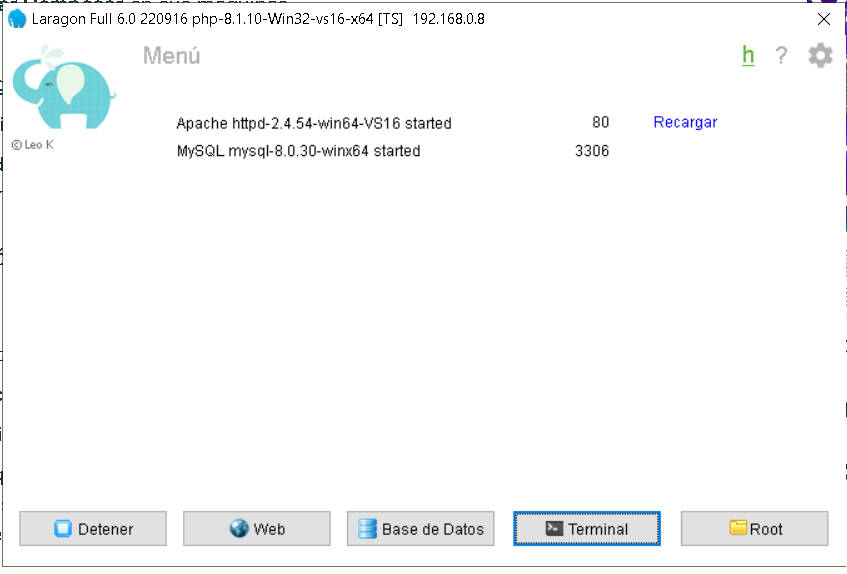 Laragon Full 6.0 220916 php-8.1.10-Win32-vs16-x64 [TS] 192.168.0.8
Menú
h ?
Apache httpd-2.4.54-win64-VS16 started 80 Recargar
© Leo K
MySQL mysql-8.0.30-winx64 started 3306
Detener Web Base de Datos Terminal Root